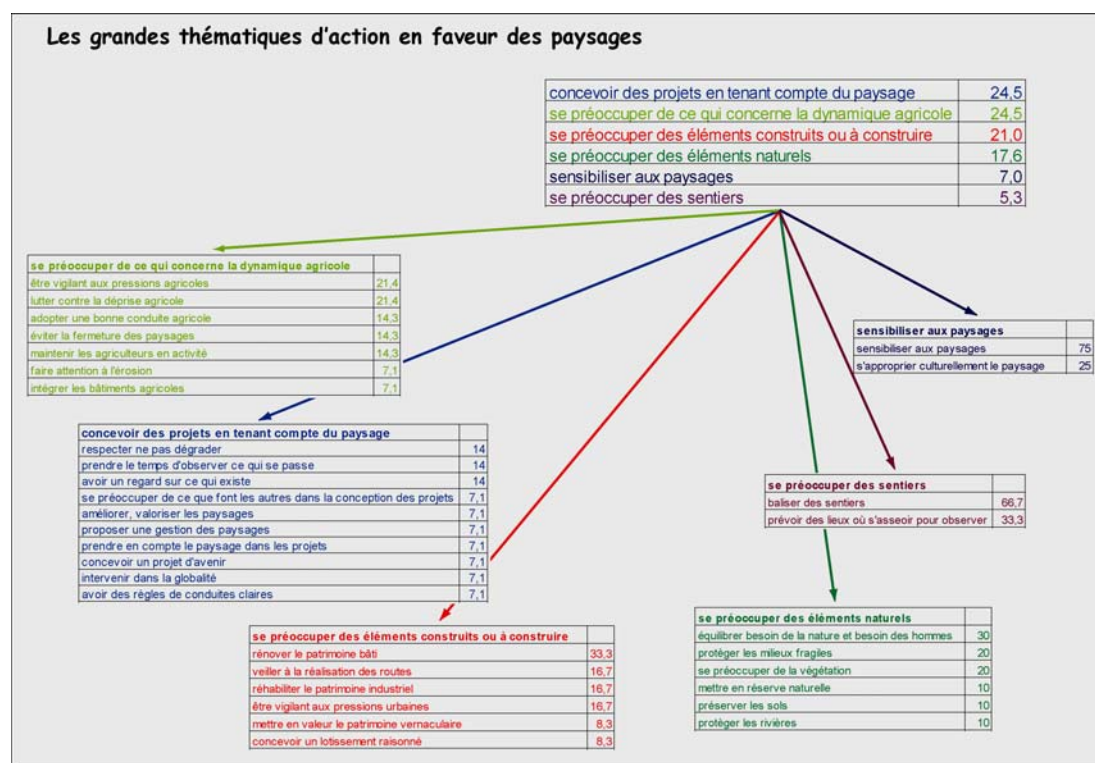 Les grandes thématiques d'action en faveur des paysages
concevoir des projets en tenant compte du paysage 24,5
se préoccuper de ce qui concerne la dynamique agricole 24,5
se préoccuper des éléments construits ou à construire 21,0
se préoccuper des éléments naturels 17,6
sensibiliser aux paysages 7,0
se préoccuper des sentiers 5,3
se préoccuper de ce qui concerne la dynamique agricole
être vigilant aux pressions agricoles 21,4
lutter contre la déprise agricole 21,4
adopter une bonne conduite agricole 14,3
éviter la fermeture des paysages 14,3
maintenir les agriculteurs en activité 14,3
faire attention à l'érosion 7,1
intégrer les bâtiments agricoles 7,1
sensibiliser aux paysages
sensibiliser aux paysages 75
s'approprier culturellement le paysage 25
concevoir des projets en tenant compte du paysage
respecter ne pas dégrader 14
prendre le temps d'observer ce qui se passe 14
avoir un regard sur ce qui existe 14
se préoccuper de ce que font les autres dans la conception des projets 7,1
améliorer, valoriser les paysages 7,1
proposer une gestion des paysages 7,1
prendre en compte le paysage dans les projets 7,1
concevoir un projet d'avenir 7,1
intervenir dans la globalité 7,1
avoir des règles de conduites claires 7,1
se préoccuper des sentiers
baliser des sentiers 66,7
prévoir des lieux où s'asseoir pour observer 33,3
se préoccuper des éléments construits ou à construire
rénover le patrimoine bâti 33,3
veiller à la réalisation des routes 16,7
réhabiliter le patrimoine industriel 16,7
être vigilant aux pressions urbaines 16,7
mettre en valeur le patrimoine vernaculaire 8,3
concevoir un lotissement raisonné 8,3
se préoccuper des éléments naturels
équilibrer besoin de la nature et besoin des hommes 30
protéger les milieux fragiles 20
se préoccuper de la végétation 20
mettre en réserve naturelle 10
préserver les sols 10
protéger les rivières 10